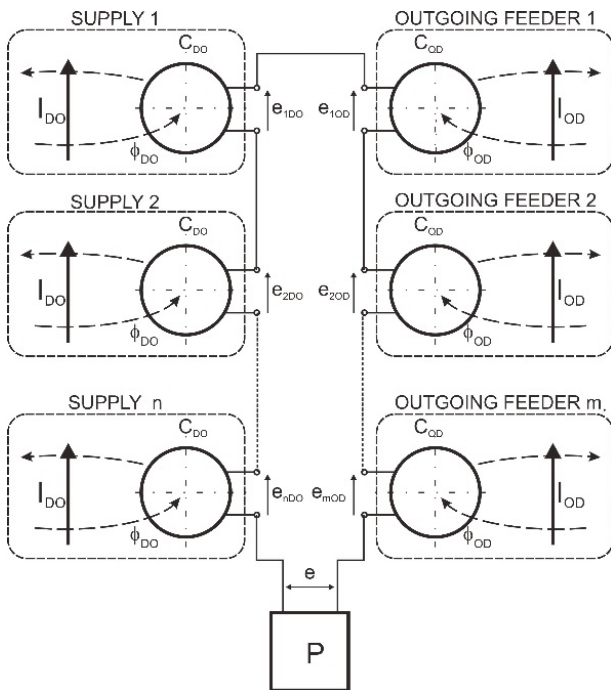 SUPPLY 1
OUTGOING FEEDER 1
C_DO
C_OD
I_DO
e_1DO
e_1OD
I_OD
ϕ_DO
ϕ_OD
SUPPLY 2
OUTGOING FEEDER 2
C_DO
C_OD
I_DO
e_2DO
e_2OD
I_OD
ϕ_DO
ϕ_OD
SUPPLY n
OUTGOING FEEDER m
C_DO
C_OD
I_DO
e_nDO
e_mOD
I_OD
ϕ_DO
ϕ_OD
e
P